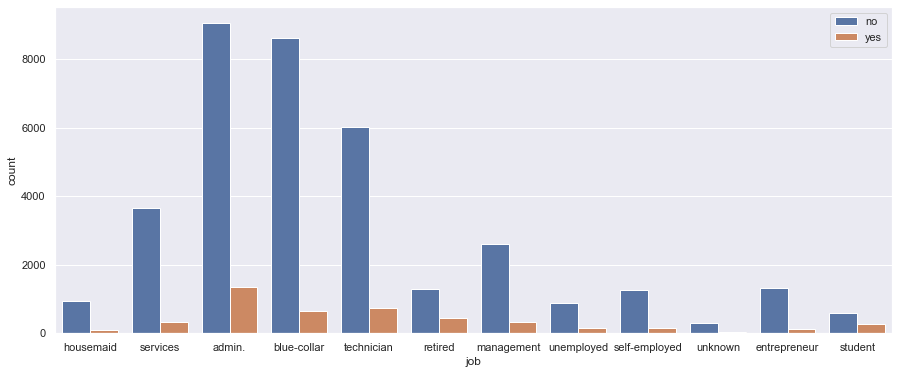 no
yes
8000
6000
4000
2000
0
count
housemaid services admin. blue-collar technician retired management unemployed self-employed unknown entrepreneur student
job